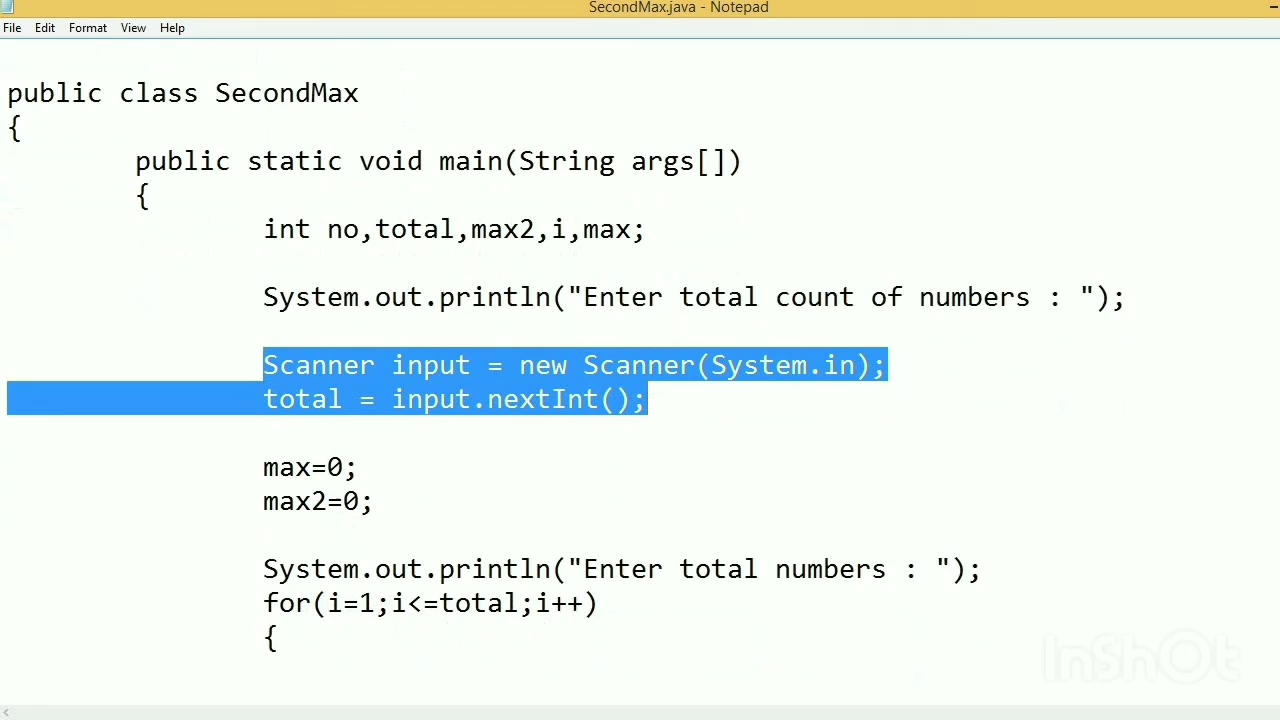 SecondMax.java - Notepad
File Edit Format View Help
public class SecondMax
{
public static void main(String args[])
{
int no,total,max2,i,max;
System.out.println("Enter total count of numbers : ");
Scanner input = new Scanner(System.in);
total = input.nextInt();
max=0;
max2=0;
System.out.println("Enter total numbers : ");
for(i=1;i<=total;i++)
{
InShOt